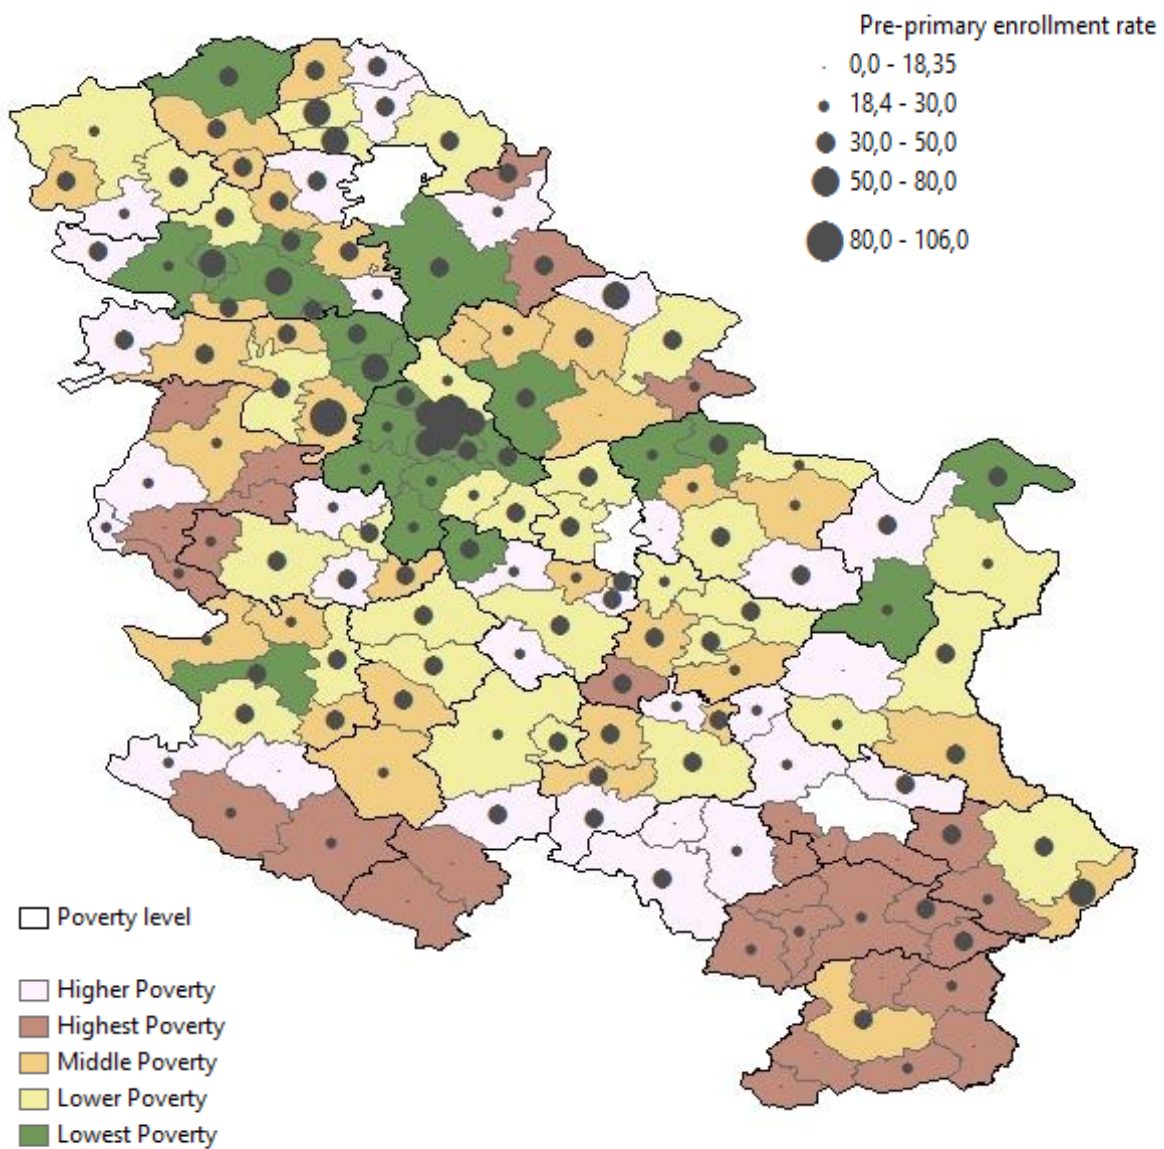 Pre-primary enrollment rate
0,0 - 18,35
18,4 - 30,0
30,0 - 50,0
50,0 - 80,0
80,0 - 106,0
Poverty level
Higher Poverty
Highest Poverty
Middle Poverty
Lower Poverty
Lowest Poverty